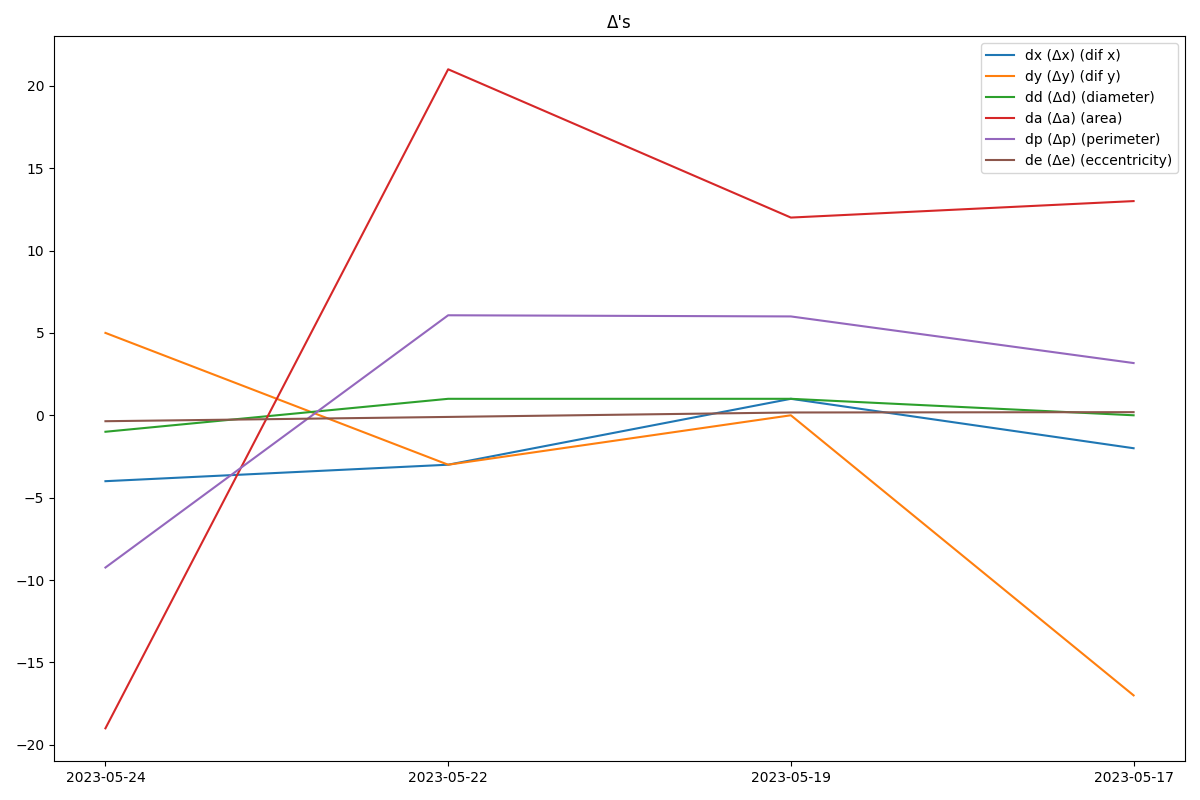 Δ's
dx (Δx) (dif x)
dy (Δy) (dif y)
dd (Δd) (diameter)
da (Δa) (area)
dp (Δp) (perimeter)
de (Δe) (eccentricity)
20
15
10
5
0
−5
−10
−15
−20
2023-05-24 2023-05-22 2023-05-19 2023-05-17